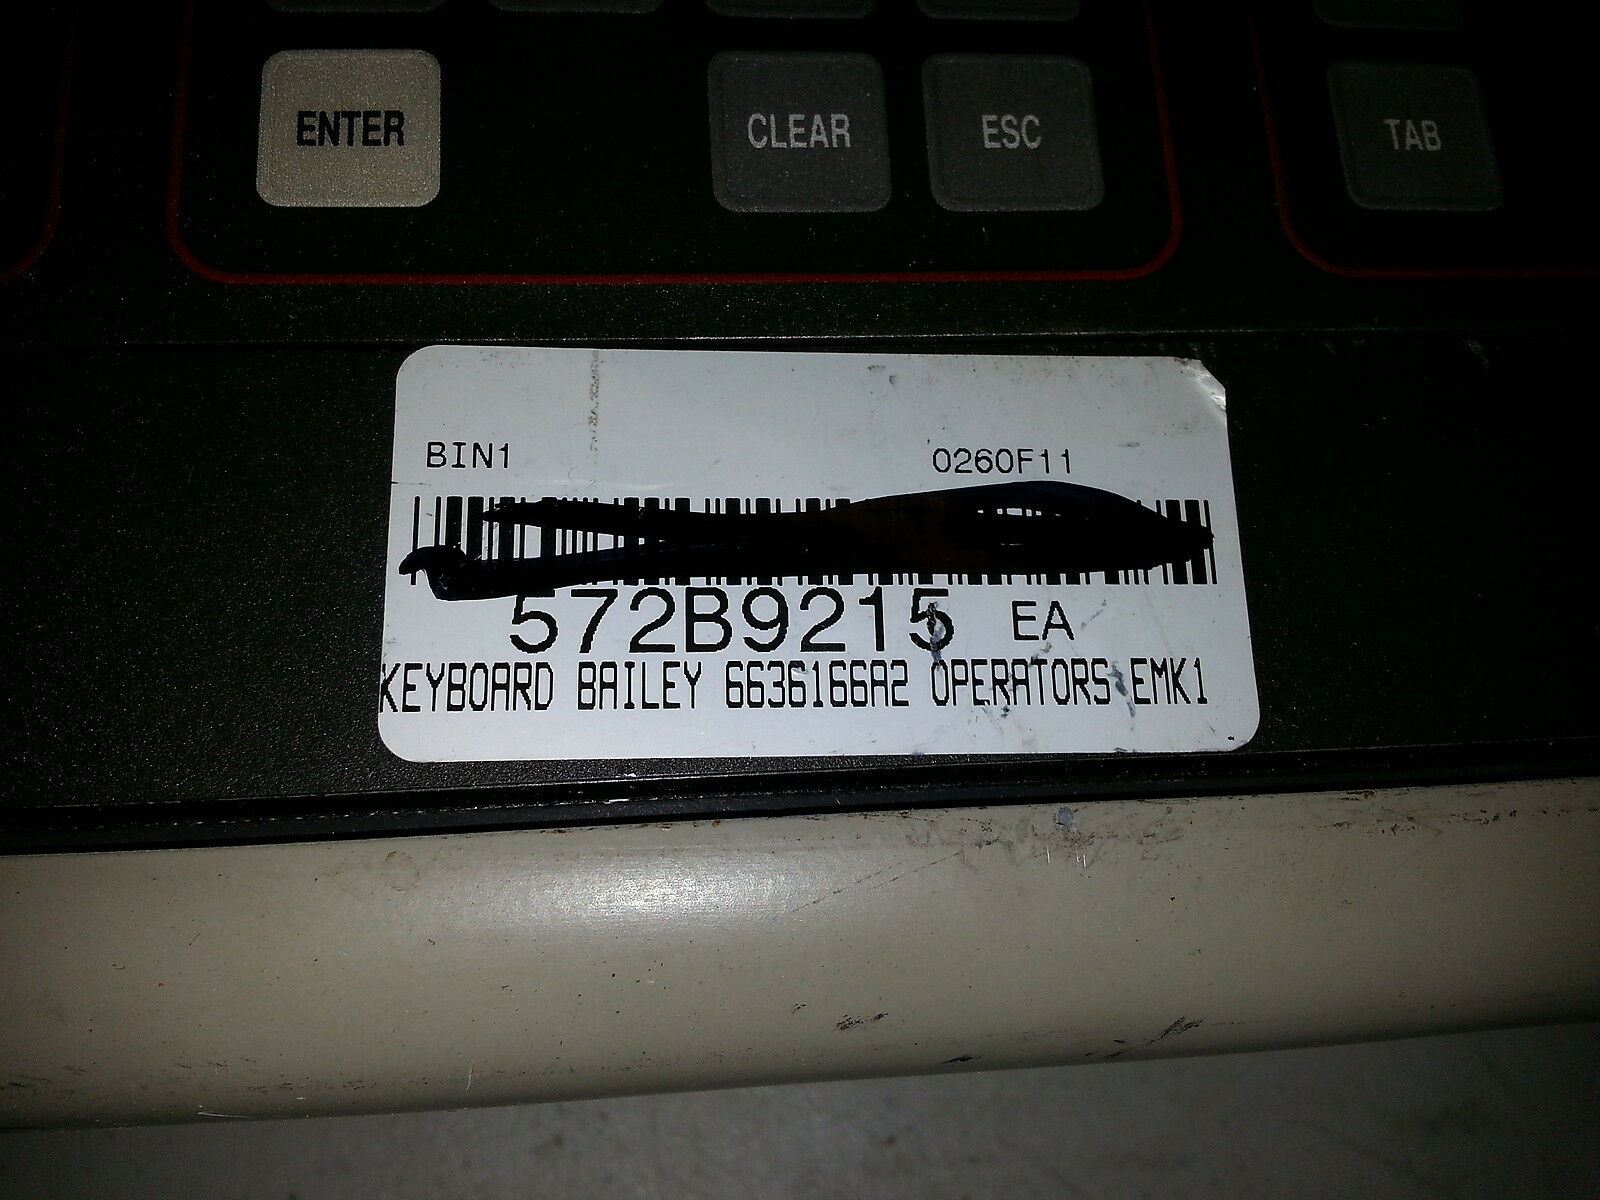 ENTER CLEAR ESC TAB
BIN1 0260F11
572B9215 EA
KEYBOARD BAILEY 6636166A2 OPERATORS EMK1